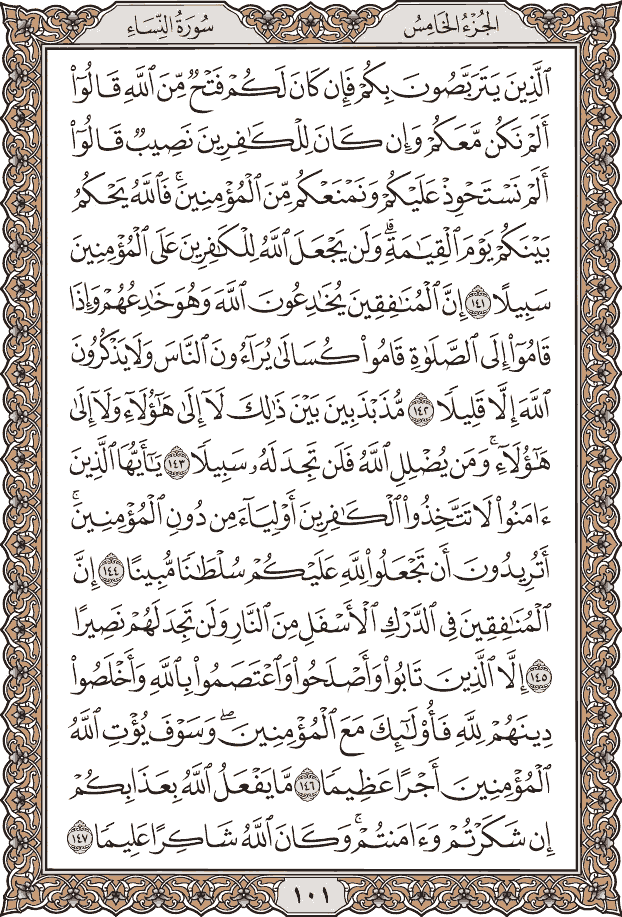 الجُزْءُ الخَامِسُ
سُورَةُ النِّسَاءِ
ٱلَّذِينَ يَتَرَبَّصُونَ بِكُمْ فَإِن كَانَ لَكُمْ فَتْحٌ مِّنَ ٱللَّهِ قَالُوٓا۟
أَلَمْ نَكُن مَّعَكُمْ وَإِن كَانَ لِلْكَـٰفِرِينَ نَصِيبٌ قَالُوٓا۟
أَلَمْ نَسْتَحْوِذْ عَلَيْكُمْ وَنَمْنَعْكُم مِّنَ ٱلْمُؤْمِنِينَ ۚ فَٱللَّهُ يَحْكُمُ
بَيْنَكُمْ يَوْمَ ٱلْقِيَـٰمَةِ ۗ وَلَن يَجْعَلَ ٱللَّهُ لِلْكَـٰفِرِينَ عَلَى ٱلْمُؤْمِنِينَ
سَبِيلًا ١٤١ إِنَّ ٱلْمُنَـٰفِقِينَ يُخَـٰدِعُونَ ٱللَّهَ وَهُوَ خَـٰدِعُهُمْ وَإِذَا
قَامُوٓا۟ إِلَى ٱلصَّلَوٰةِ قَامُوا۟ كُسَالَىٰ يُرَآءُونَ ٱلنَّاسَ وَلَا يَذْكُرُونَ
ٱللَّهَ إِلَّا قَلِيلًا ١٤٢ مُّذَبْذَبِينَ بَيْنَ ذَٰلِكَ لَآ إِلَىٰ هَـٰٓؤُلَآءِ وَلَآ إِلَىٰ
هَـٰٓؤُلَآءِ ۚ وَمَن يُضْلِلِ ٱللَّهُ فَلَن تَجِدَ لَهُۥ سَبِيلًا ١٤٣ يَـٰٓأَيُّهَا ٱلَّذِينَ
ءَامَنُوا۟ لَا تَتَّخِذُوا۟ ٱلْكَـٰفِرِينَ أَوْلِيَآءَ مِن دُونِ ٱلْمُؤْمِنِينَ ۚ
أَتُرِيدُونَ أَن تَجْعَلُوا۟ لِلَّهِ عَلَيْكُمْ سُلْطَـٰنًا مُّبِينًا ١٤٤ إِنَّ
ٱلْمُنَـٰفِقِينَ فِى ٱلدَّرْكِ ٱلْأَسْفَلِ مِنَ ٱلنَّارِ وَلَن تَجِدَ لَهُمْ نَصِيرًا
١٤٥ إِلَّا ٱلَّذِينَ تَابُوا۟ وَأَصْلَحُوا۟ وَٱعْتَصَمُوا۟ بِٱللَّهِ وَأَخْلَصُوا۟
دِينَهُمْ لِلَّهِ فَأُو۟لَـٰٓئِكَ مَعَ ٱلْمُؤْمِنِينَ ۖ وَسَوْفَ يُؤْتِ ٱللَّهُ
ٱلْمُؤْمِنِينَ أَجْرًا عَظِيمًا ١٤٦ مَّا يَفْعَلُ ٱللَّهُ بِعَذَابِكُمْ
إِن شَكَرْتُمْ وَءَامَنتُمْ ۚ وَكَانَ ٱللَّهُ شَاكِرًا عَلِيمًا ١٤٧
١٠١